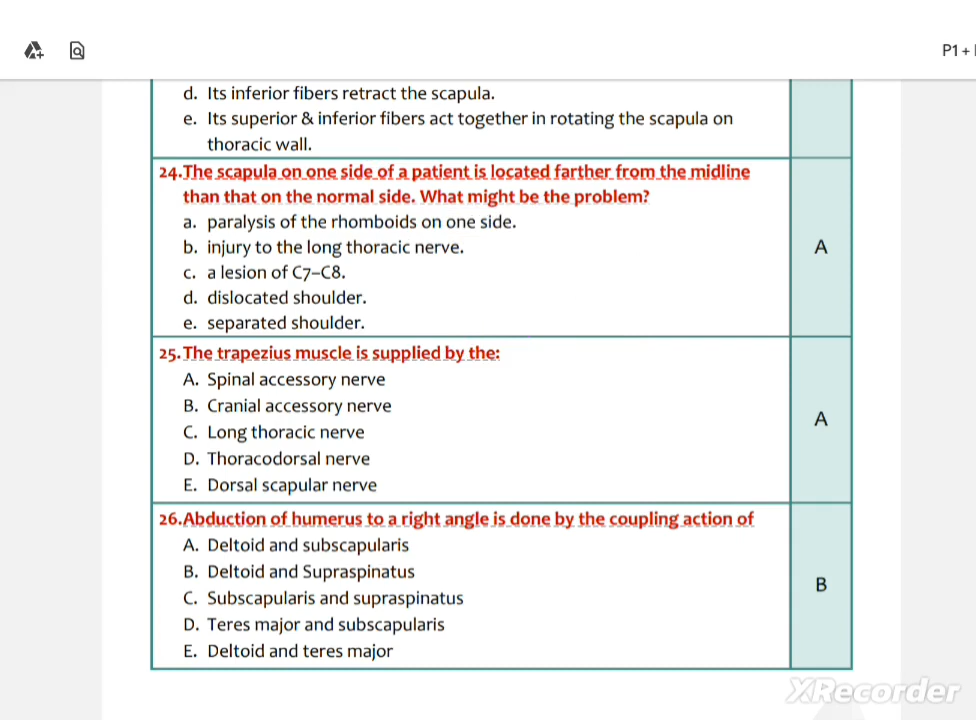 P1 +
d. Its inferior fibers retract the scapula.
e. Its superior & inferior fibers act together in rotating the scapula on
thoracic wall.
24.The scapula on one side of a patient is located farther from the midline
than that on the normal side. What might be the problem?
a. paralysis of the rhomboids on one side.
b. injury to the long thoracic nerve.
c. a lesion of C7–C8.
d. dislocated shoulder.
e. separated shoulder.
A
25.The trapezius muscle is supplied by the:
A. Spinal accessory nerve
B. Cranial accessory nerve
C. Long thoracic nerve
D. Thoracodorsal nerve
E. Dorsal scapular nerve
A
26.Abduction of humerus to a right angle is done by the coupling action of
A. Deltoid and subscapularis
B. Deltoid and Supraspinatus
C. Subscapularis and supraspinatus
D. Teres major and subscapularis
E. Deltoid and teres major
B
XRecorder